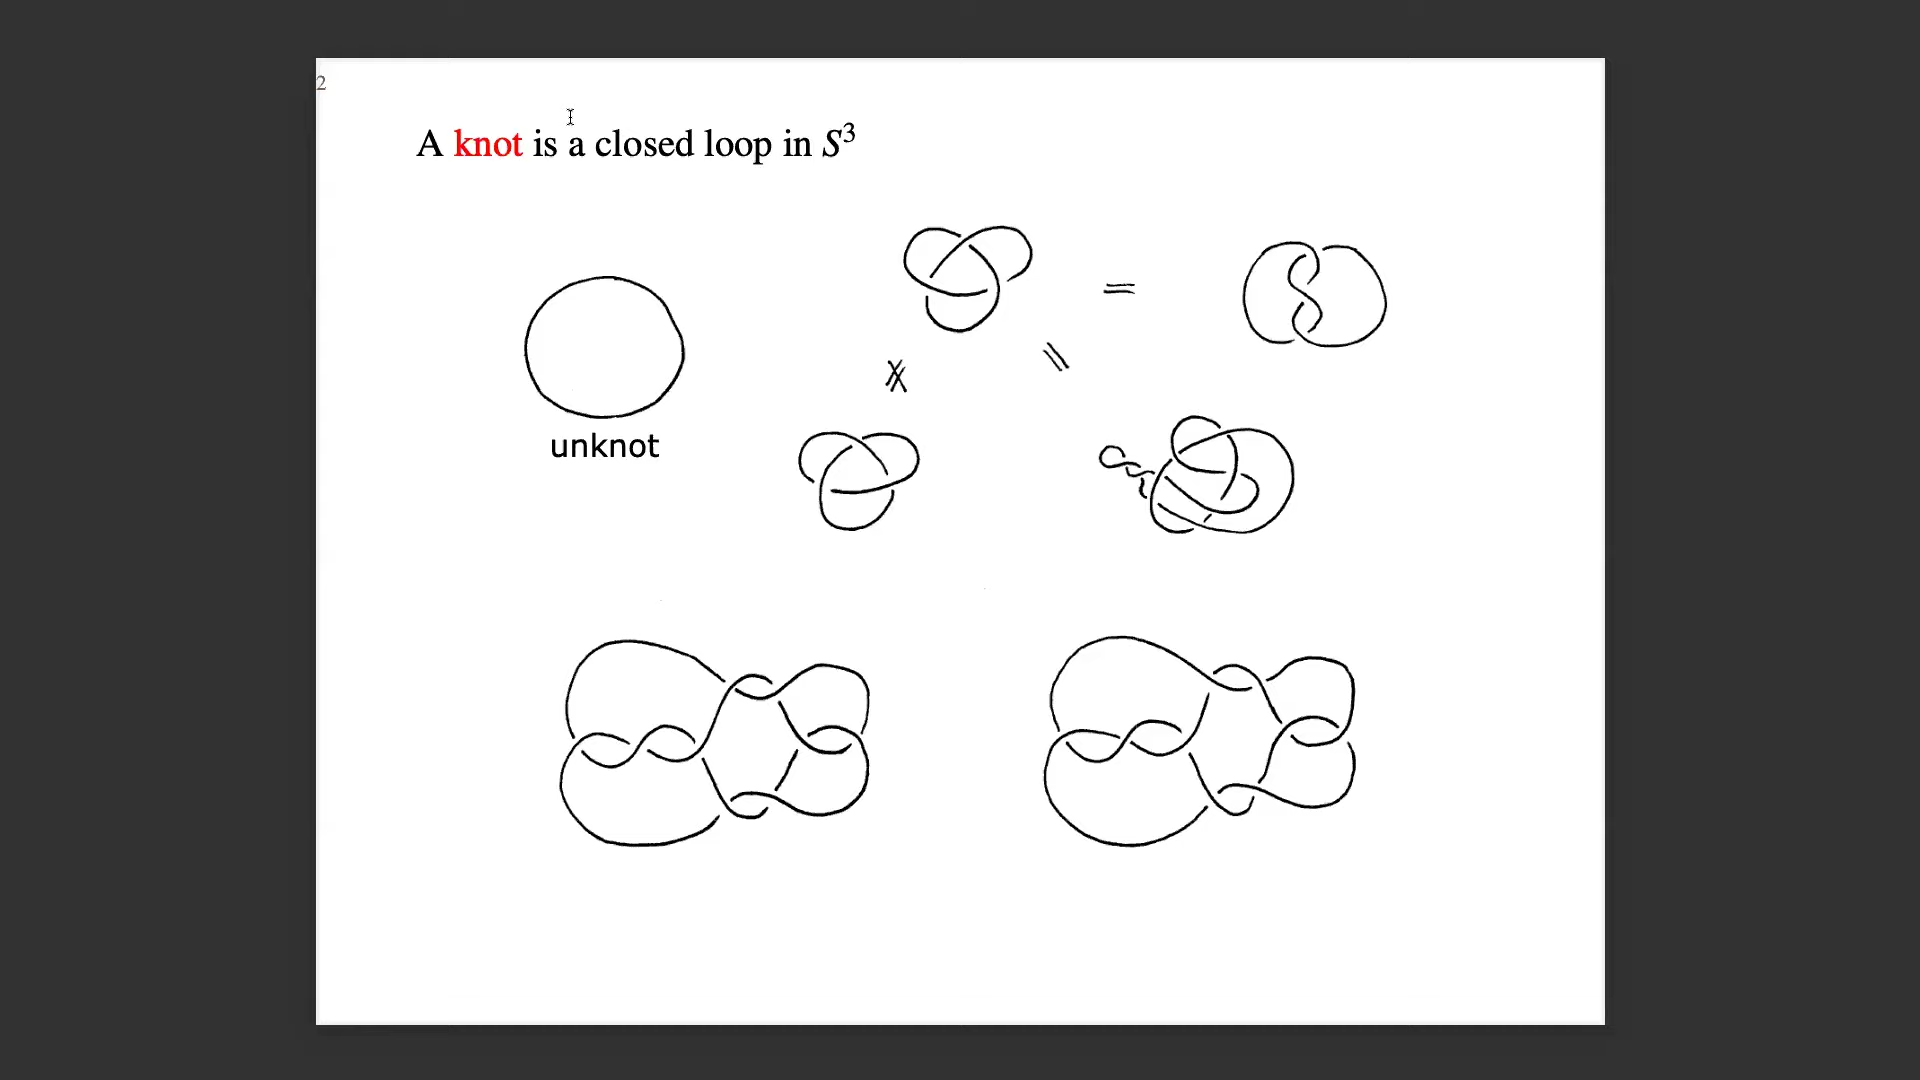 2
A knot is a closed loop in S³
=
unknot